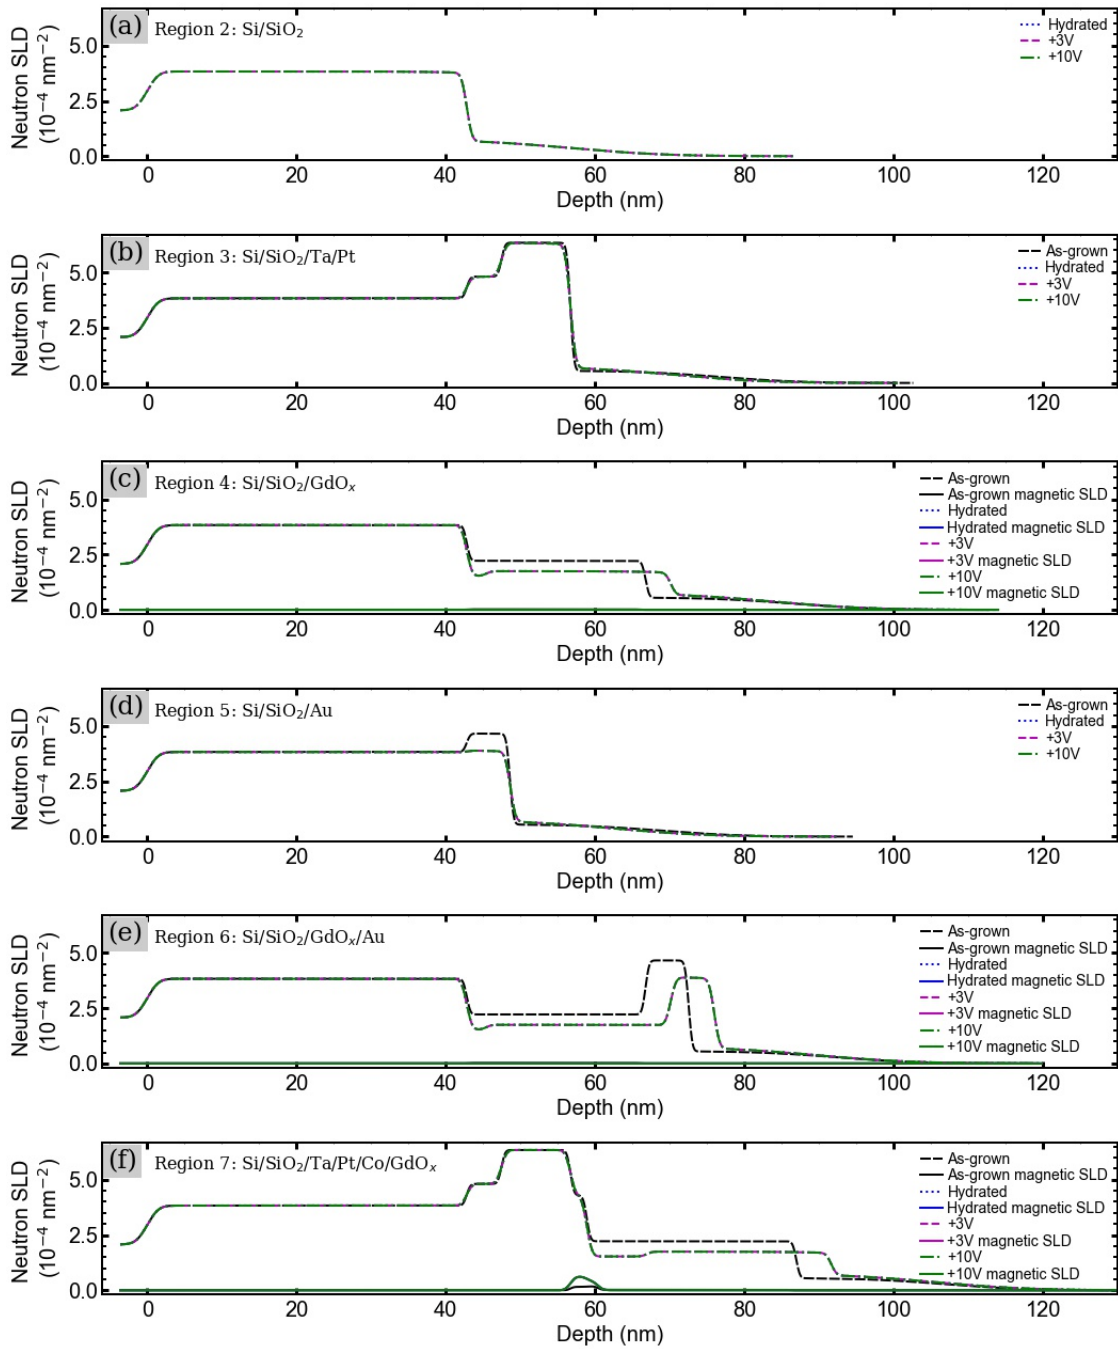 (a) Region 2: Si/SiO₂
Hydrated
+3V
+10V
Neutron SLD
(10⁻⁴ nm⁻²)
5.0
2.5
0.0
0 20 40 60 80 100 120
Depth (nm)
(b) Region 3: Si/SiO₂/Ta/Pt
As-grown
Hydrated
+3V
+10V
Neutron SLD
(10⁻⁴ nm⁻²)
5.0
2.5
0.0
0 20 40 60 80 100 120
Depth (nm)
(c) Region 4: Si/SiO₂/GdOₓ
As-grown
As-grown magnetic SLD
Hydrated
Hydrated magnetic SLD
+3V
+3V magnetic SLD
+10V
+10V magnetic SLD
Neutron SLD
(10⁻⁴ nm⁻²)
5.0
2.5
0.0
0 20 40 60 80 100 120
Depth (nm)
(d) Region 5: Si/SiO₂/Au
As-grown
Hydrated
+3V
+10V
Neutron SLD
(10⁻⁴ nm⁻²)
5.0
2.5
0.0
0 20 40 60 80 100 120
Depth (nm)
(e) Region 6: Si/SiO₂/GdOₓ/Au
As-grown
As-grown magnetic SLD
Hydrated
Hydrated magnetic SLD
+3V
+3V magnetic SLD
+10V
+10V magnetic SLD
Neutron SLD
(10⁻⁴ nm⁻²)
5.0
2.5
0.0
0 20 40 60 80 100 120
Depth (nm)
(f) Region 7: Si/SiO₂/Ta/Pt/Co/GdOₓ
As-grown
As-grown magnetic SLD
Hydrated
Hydrated magnetic SLD
+3V
+3V magnetic SLD
+10V
+10V magnetic SLD
Neutron SLD
(10⁻⁴ nm⁻²)
5.0
2.5
0.0
0 20 40 60 80 100 120
Depth (nm)